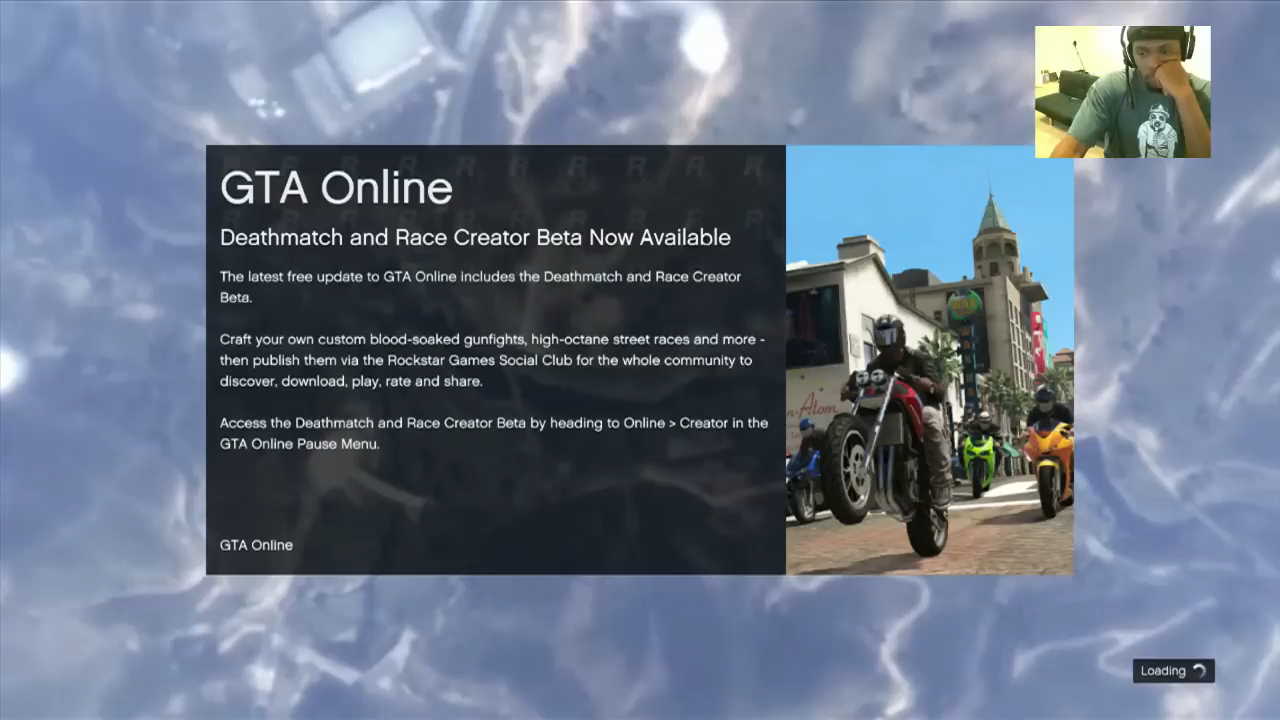 GTA Online
Deathmatch and Race Creator Beta Now Available
The latest free update to GTA Online includes the Deathmatch and Race Creator
Beta.
Craft your own custom blood-soaked gunfights, high-octane street races and more -
then publish them via the Rockstar Games Social Club for the whole community to
discover, download, play, rate and share.
Access the Deathmatch and Race Creator Beta by heading to Online > Creator in the
GTA Online Pause Menu.
GTA Online
Loading